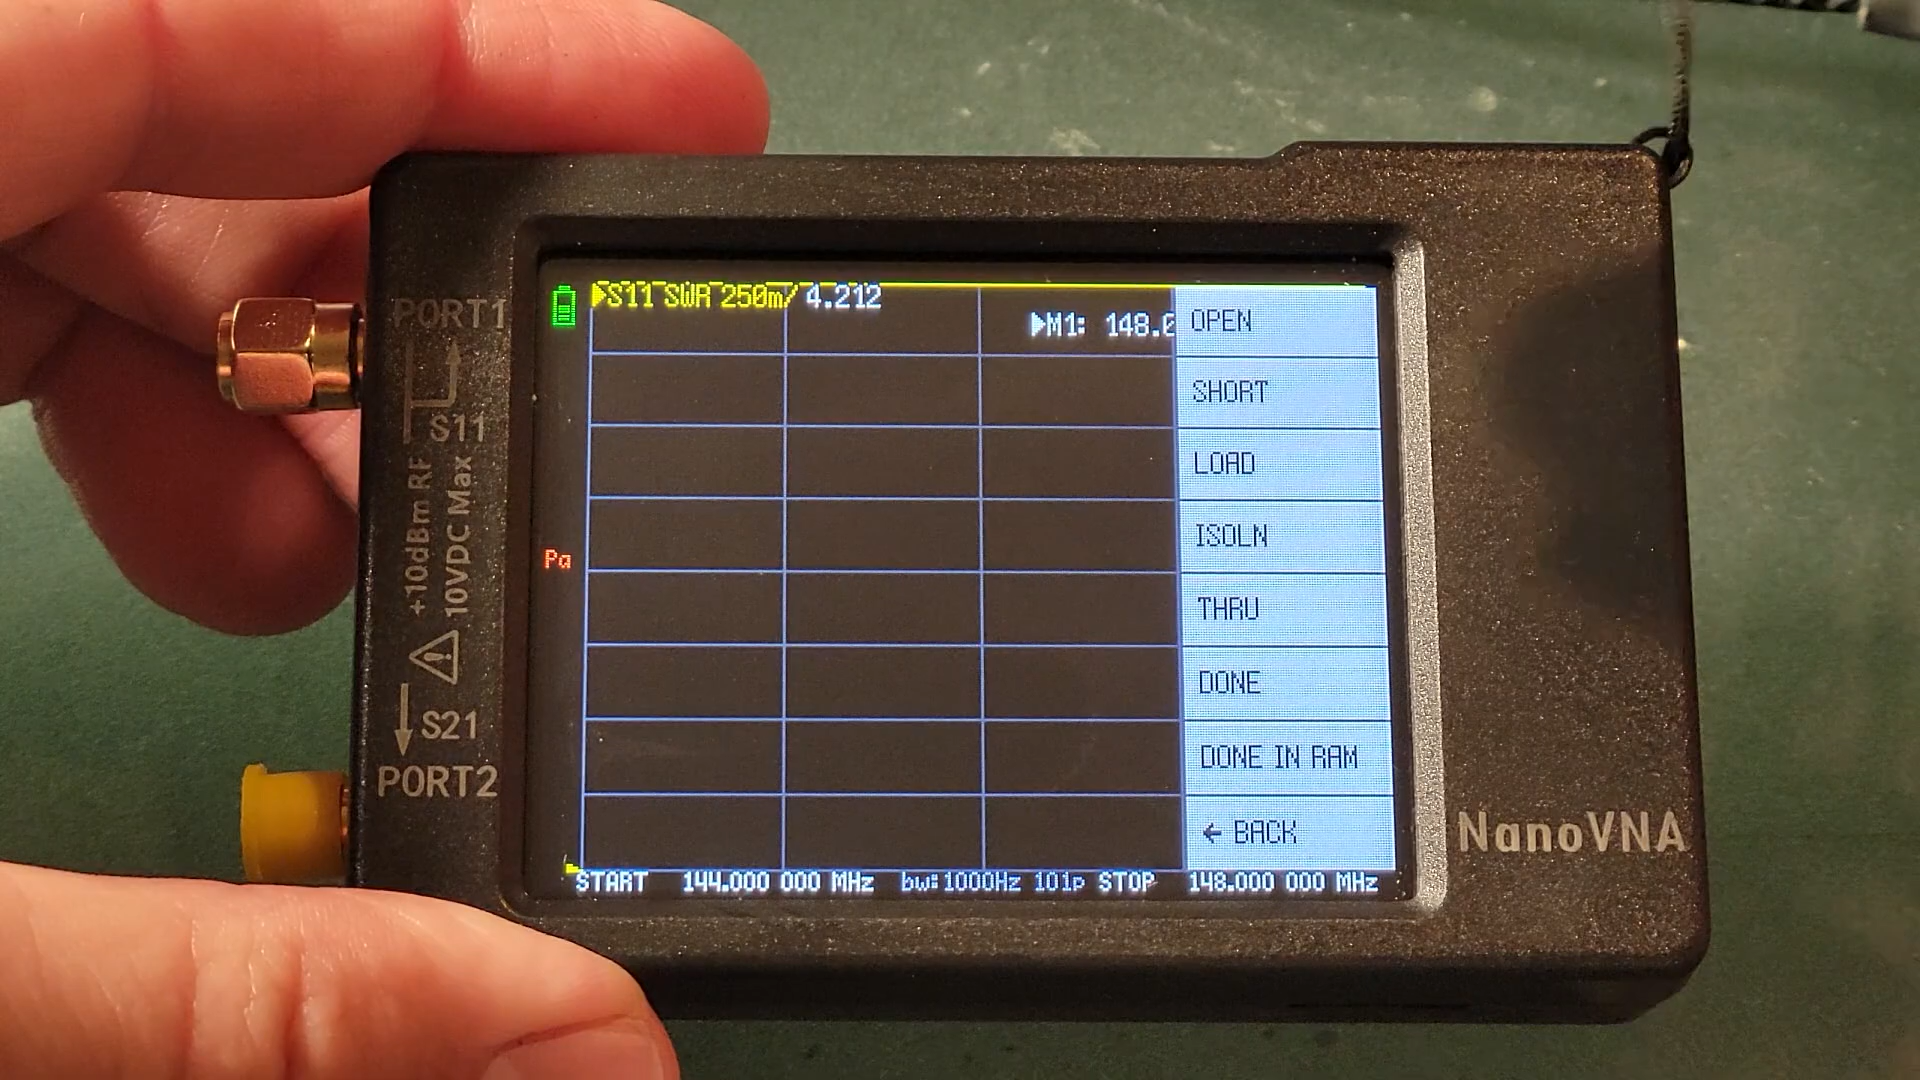 PORT1
S11
+10dBm RF
10VDC Max
S21
PORT2
S11 SWR 250m/ 4.212
M1: 148.0
Pa
START 144.000 000 MHz bw:1000Hz 101p STOP 148.000 000 MHz
OPEN
SHORT
LOAD
ISOLN
THRU
DONE
DONE IN RAM
← BACK
NanoVNA